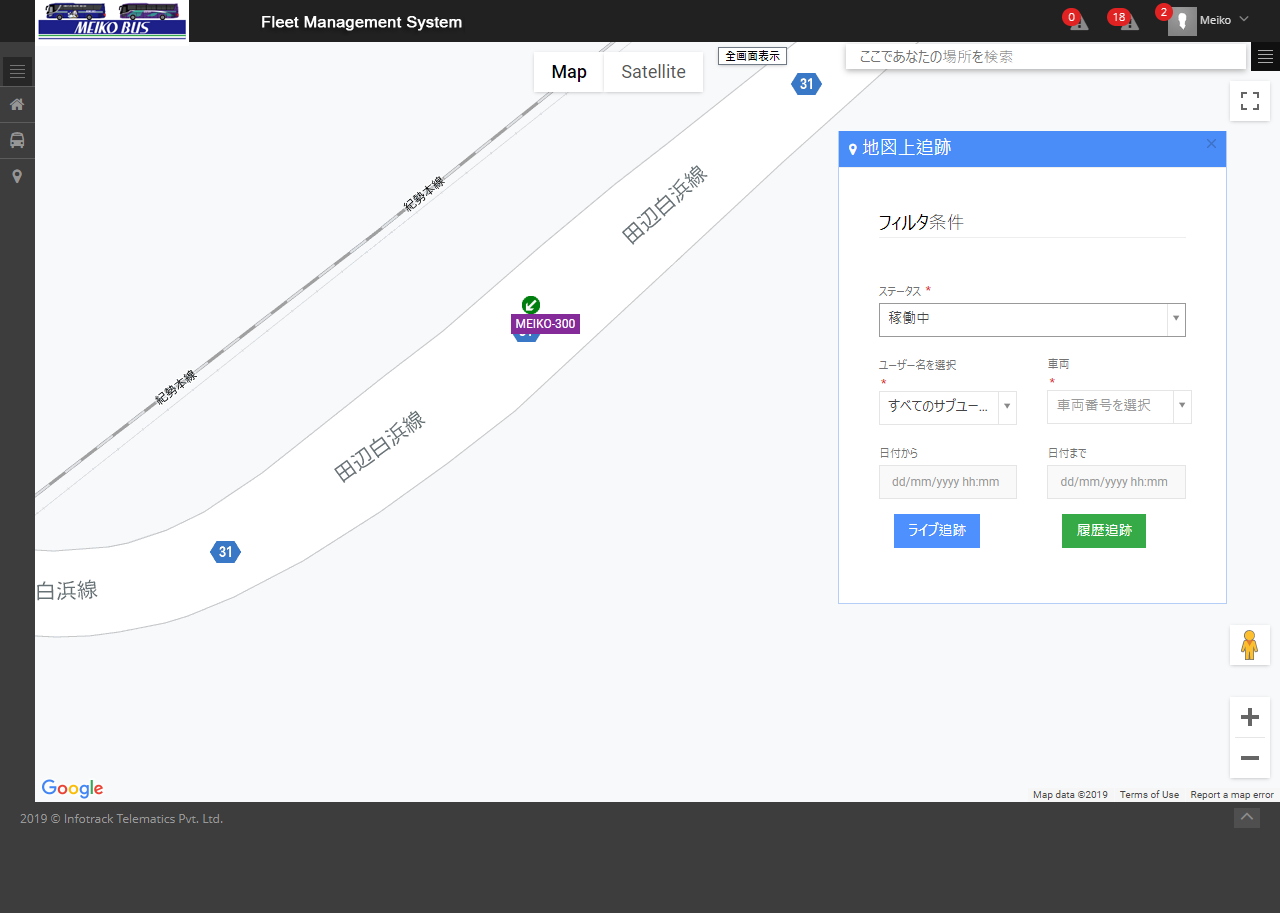 MEIKO BUS
Fleet Management System
0
18
2
Meiko
Map
Satellite
全画面表示
ここであなたの場所を検索
31
地図上追跡
紀勢本線
田辺白浜線
フィルタ条件
ステータス *
稼働中
MEIKO-300
ユーザー名を選択
*
車両
*
すべてのサブユー...
車両番号を選択
紀勢本線
田辺白浜線
日付から
日付まで
dd/mm/yyyy hh:mm
dd/mm/yyyy hh:mm
ライブ追跡
履歴追跡
31
白浜線
Google
Map data ©2019
Terms of Use
Report a map error
2019 © Infotrack Telematics Pvt. Ltd.